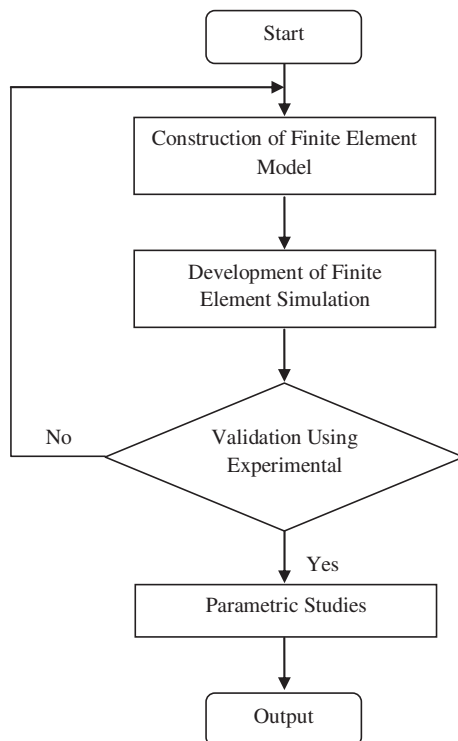 Start
Construction of Finite Element
Model
Development of Finite
Element Simulation
No
Validation Using
Experimental
Yes
Parametric Studies
Output